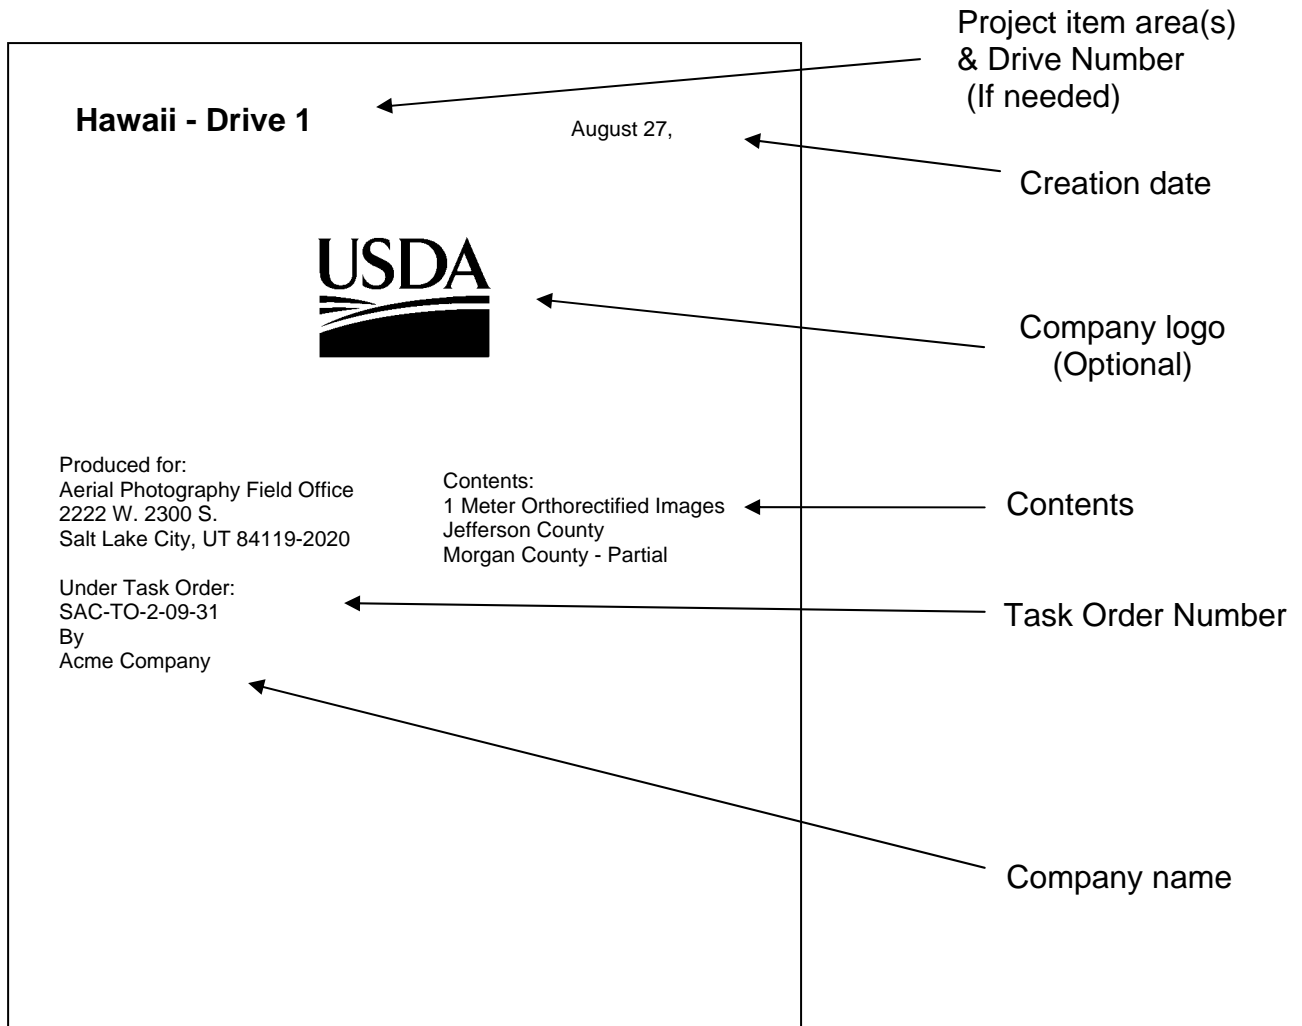 Project item area(s)
& Drive Number
(If needed)
Hawaii - Drive 1
August 27,
Creation date
USDA
Company logo
(Optional)
Produced for:
Aerial Photography Field Office
2222 W. 2300 S.
Salt Lake City, UT 84119-2020
Contents:
1 Meter Orthorectified Images
Jefferson County
Morgan County - Partial
Contents
Under Task Order:
SAC-TO-2-09-31
By
Acme Company
Task Order Number
Company name